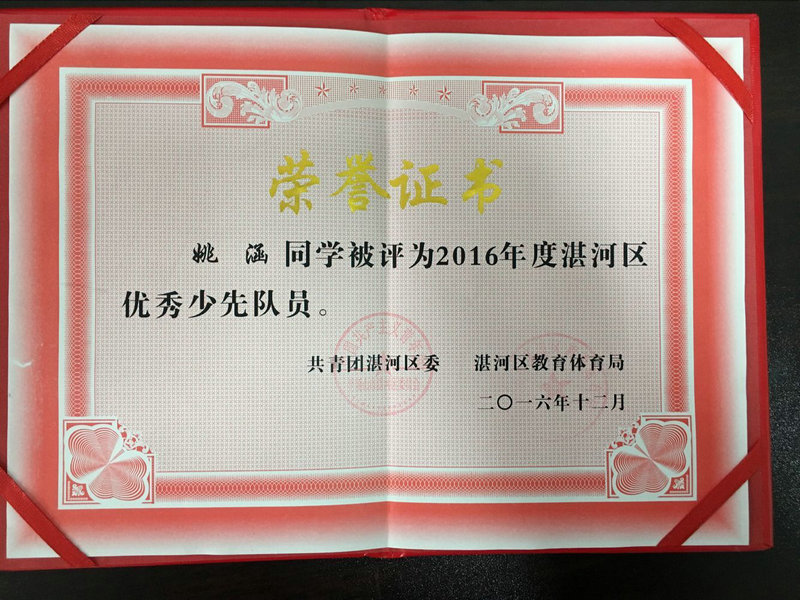 荣誉证书
姚 涵 同学被评为2016年度湛河区
优秀少先队员。
共青团湛河区委 湛河区教育体育局
二〇一六年十二月